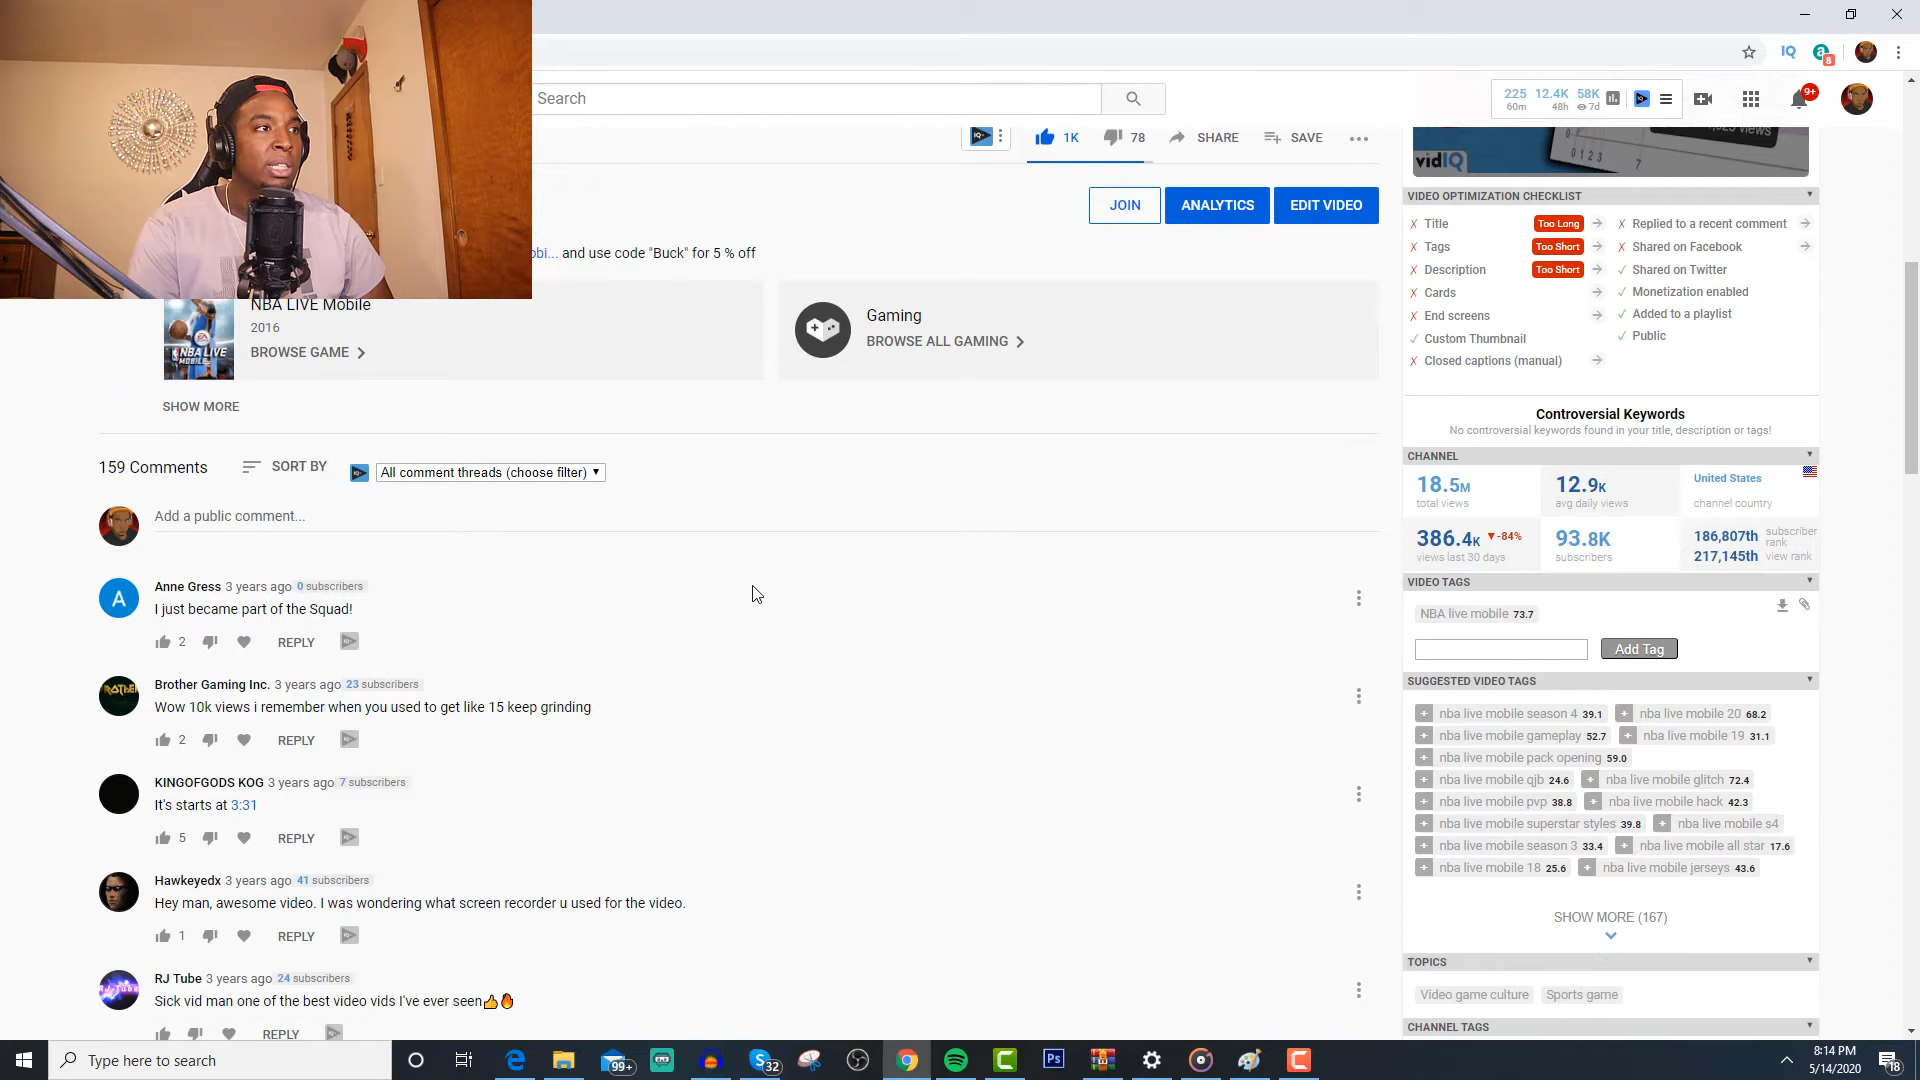 Search
225 12.4K 58K
60m 48h 7d
9+
8
1K 78 SHARE SAVE
JOIN ANALYTICS EDIT VIDEO
obi... and use code "Buck" for 5 % off
NBA LIVE Mobile
2016
BROWSE GAME
NBA LIVE
MOBILE
Gaming
BROWSE ALL GAMING
SHOW MORE
159 Comments SORT BY All comment threads (choose filter)
Add a public comment...
A
Anne Gress 3 years ago 0 subscribers
I just became part of the Squad!
2 REPLY
Brother Gaming Inc. 3 years ago 23 subscribers
Wow 10k views i remember when you used to get like 15 keep grinding
2 REPLY
KINGOFGODS KOG 3 years ago 7 subscribers
It's starts at 3:31
5 REPLY
Hawkeyedx 3 years ago 41 subscribers
Hey man, awesome video. I was wondering what screen recorder u used for the video.
1 REPLY
RJ Tube 3 years ago 24 subscribers
Sick vid man one of the best video vids I've ever seen👍🔥
REPLY
vidIQ
views
0 1 2 3 7
VIDEO OPTIMIZATION CHECKLIST
Title Too Long
Tags Too Short
Description Too Short
Cards
End screens
Custom Thumbnail
Closed captions (manual)
Replied to a recent comment
Shared on Facebook
Shared on Twitter
Monetization enabled
Added to a playlist
Public
Controversial Keywords
No controversial keywords found in your title, description or tags!
CHANNEL
18.5M
total views
12.9K
avg daily views
United States
channel country
386.4K -84%
views last 30 days
93.8K
subscribers
186,807th subscriber rank
217,145th view rank
VIDEO TAGS
NBA live mobile 73.7
Add Tag
SUGGESTED VIDEO TAGS
nba live mobile season 4 39.1 nba live mobile 20 68.2
nba live mobile gameplay 52.7 nba live mobile 19 31.1
nba live mobile pack opening 59.0
nba live mobile qjb 24.6 nba live mobile glitch 72.4
nba live mobile pvp 38.8 nba live mobile hack 42.3
nba live mobile superstar styles 39.8 nba live mobile s4
nba live mobile season 3 33.4 nba live mobile all star 17.6
nba live mobile 18 25.6 nba live mobile jerseys 43.6
SHOW MORE (167)
TOPICS
Video game culture Sports game
CHANNEL TAGS
Type here to search
99+
32
Ps
8:14 PM
5/14/2020
18